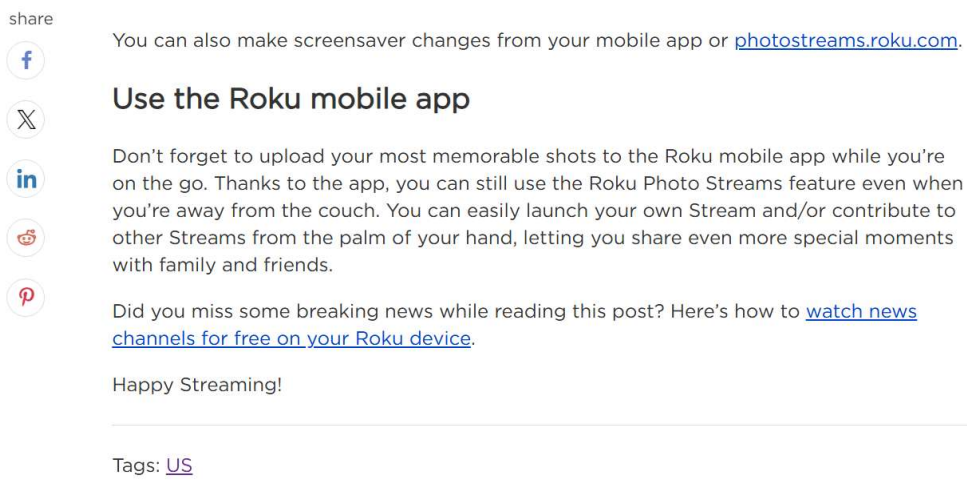 share
You can also make screensaver changes from your mobile app or photostreams.roku.com.
Use the Roku mobile app
Don’t forget to upload your most memorable shots to the Roku mobile app while you’re
on the go. Thanks to the app, you can still use the Roku Photo Streams feature even when
you’re away from the couch. You can easily launch your own Stream and/or contribute to
other Streams from the palm of your hand, letting you share even more special moments
with family and friends.
Did you miss some breaking news while reading this post? Here’s how to watch news
channels for free on your Roku device.
Happy Streaming!
Tags: US